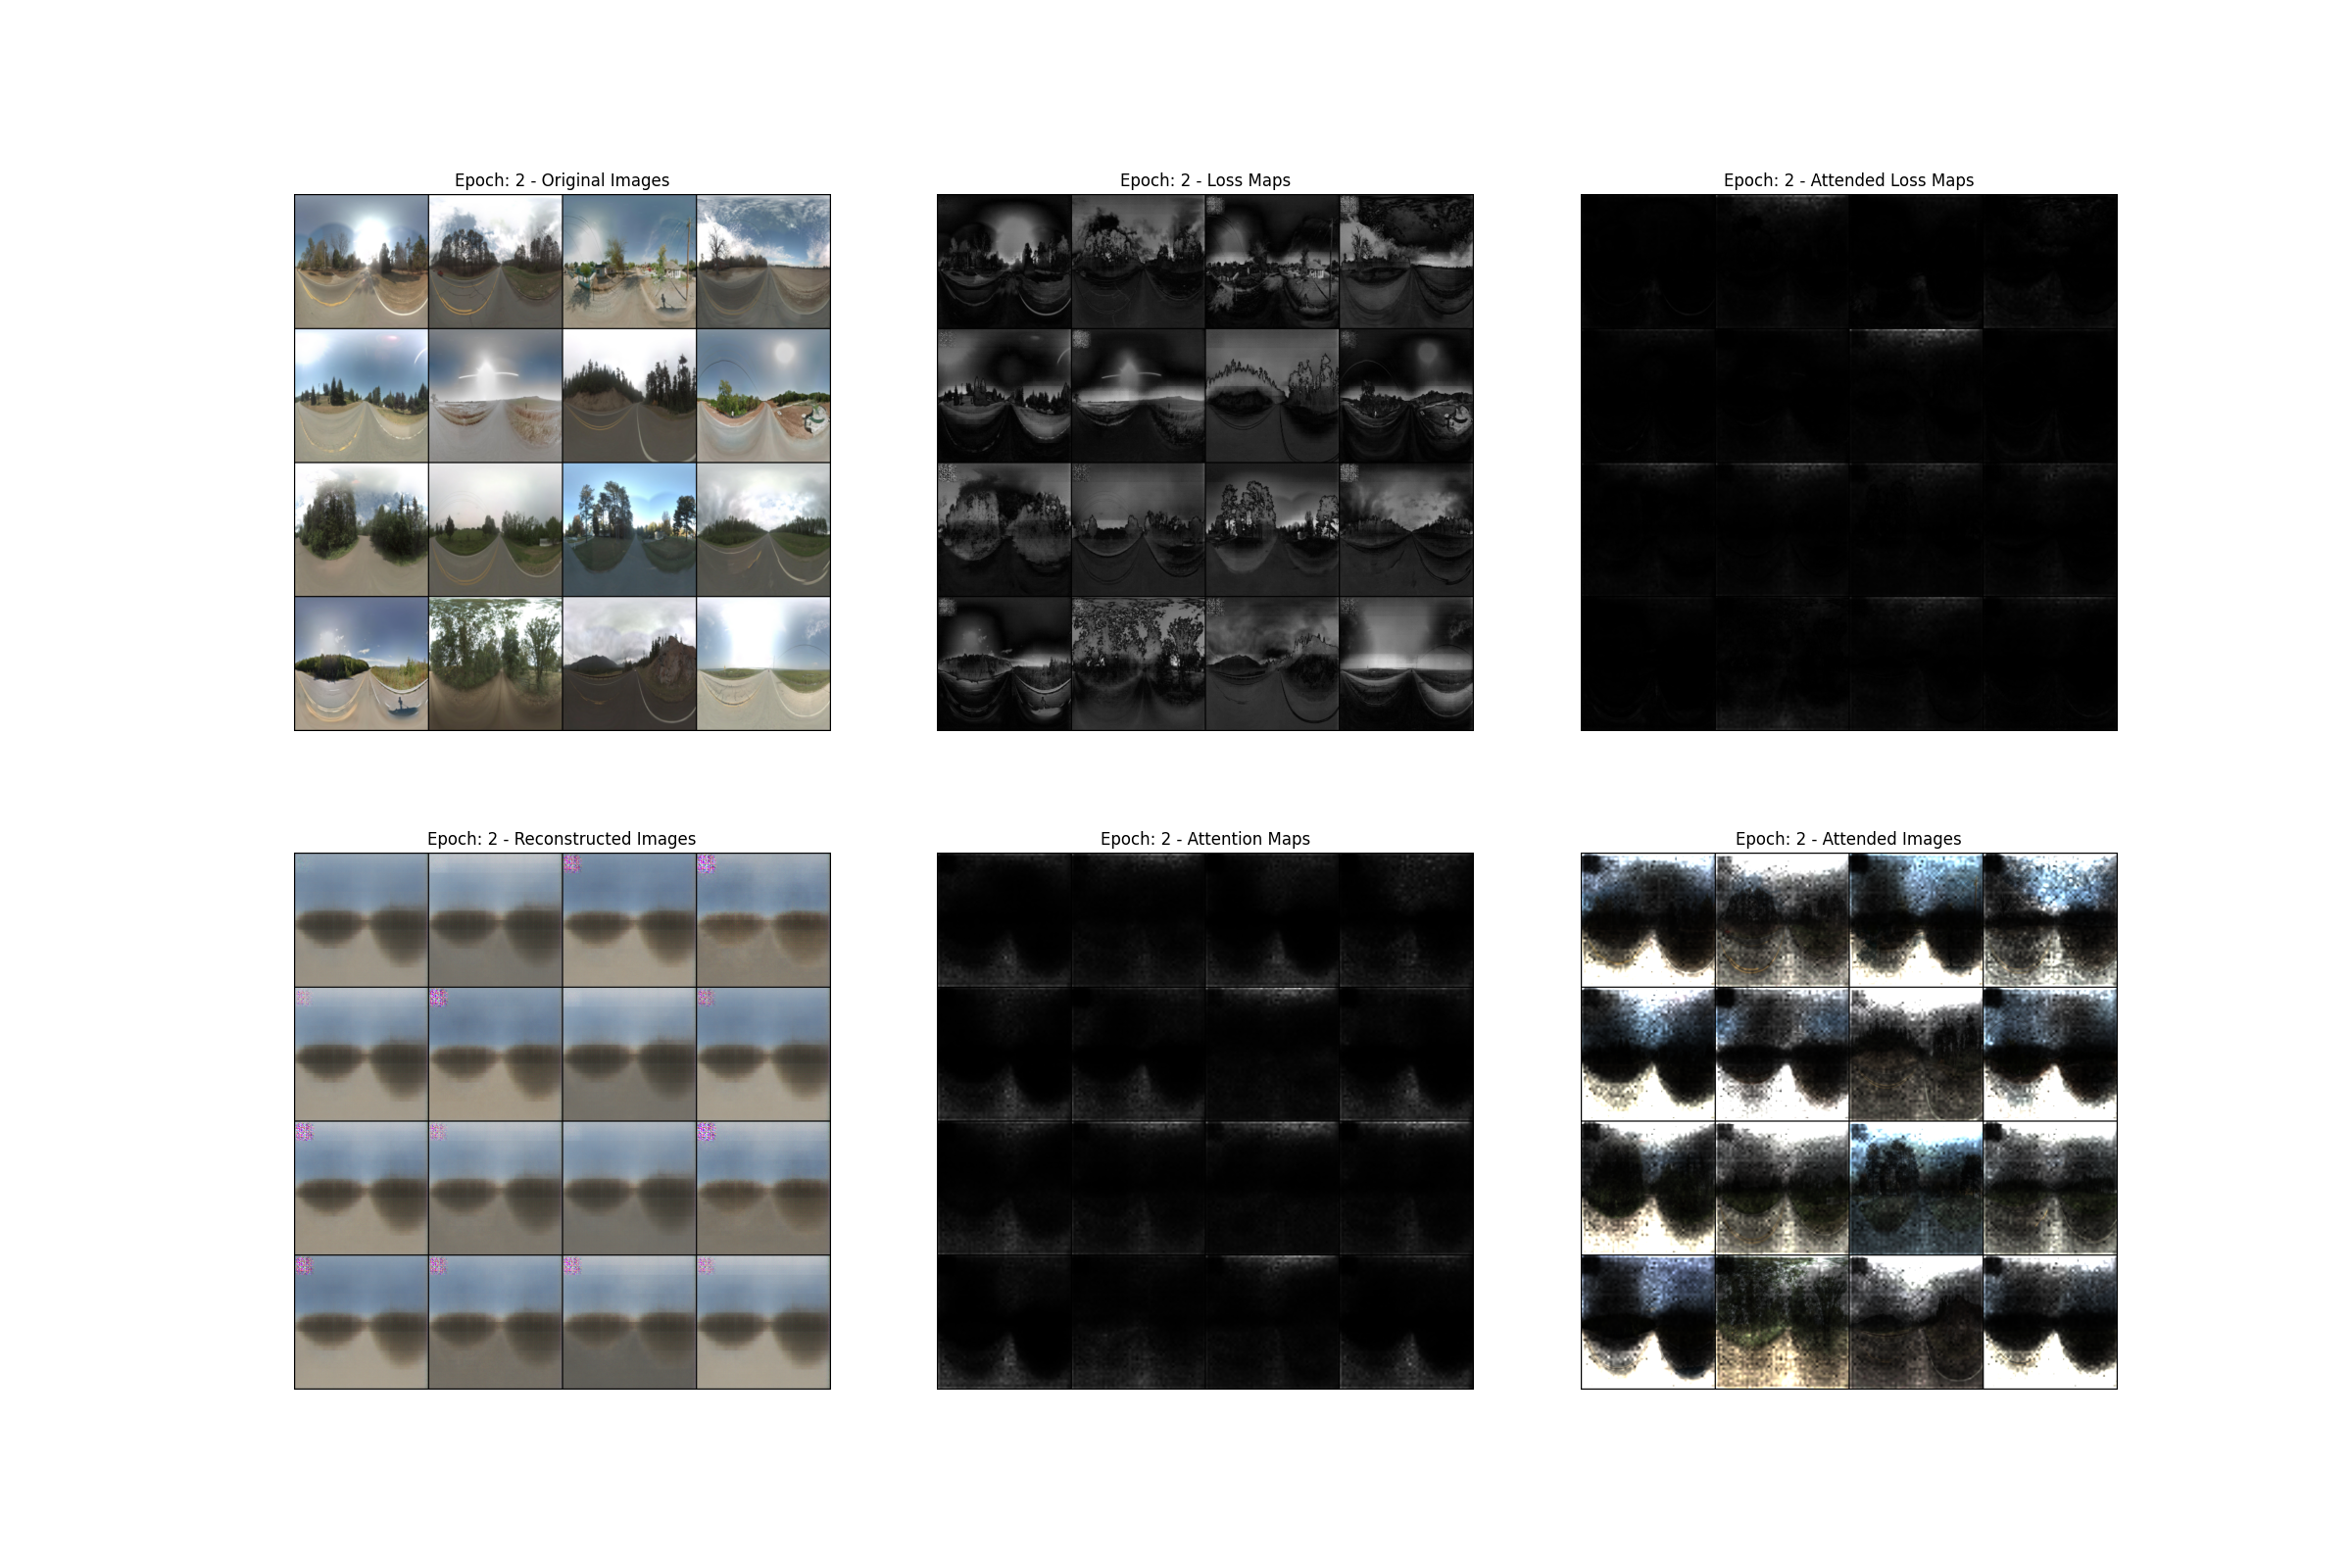 Epoch: 2 - Original Images
Epoch: 2 - Loss Maps
Epoch: 2 - Attended Loss Maps
Epoch: 2 - Reconstructed Images
Epoch: 2 - Attention Maps
Epoch: 2 - Attended Images